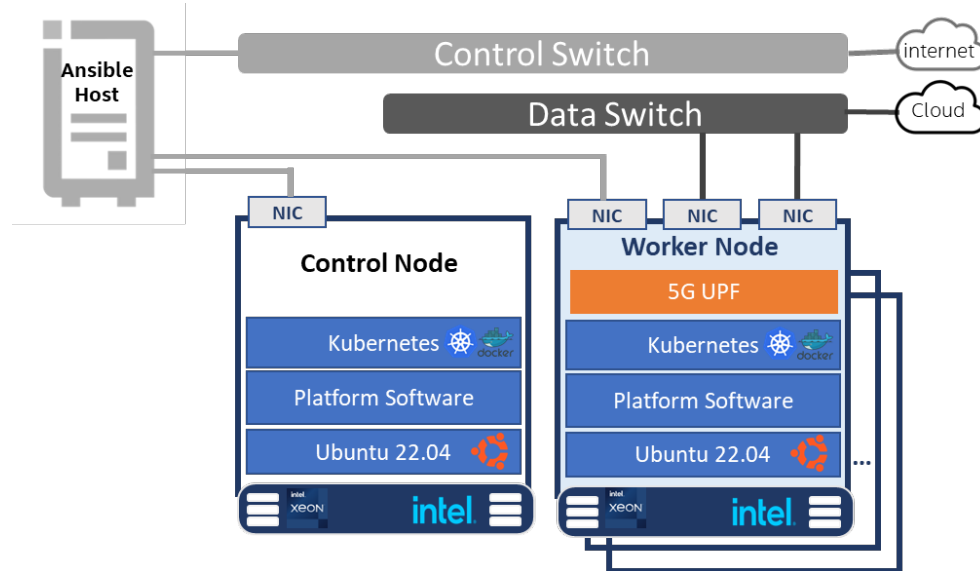 Control Switch
internet
Ansible
Host
Data Switch
Cloud
NIC
NIC
NIC
NIC
Control Node
Worker Node
5G UPF
Kubernetes
docker
Kubernetes
docker
Platform Software
Platform Software
Ubuntu 22.04
Ubuntu 22.04
...
intel
xeon
intel.
intel
xeon
intel.